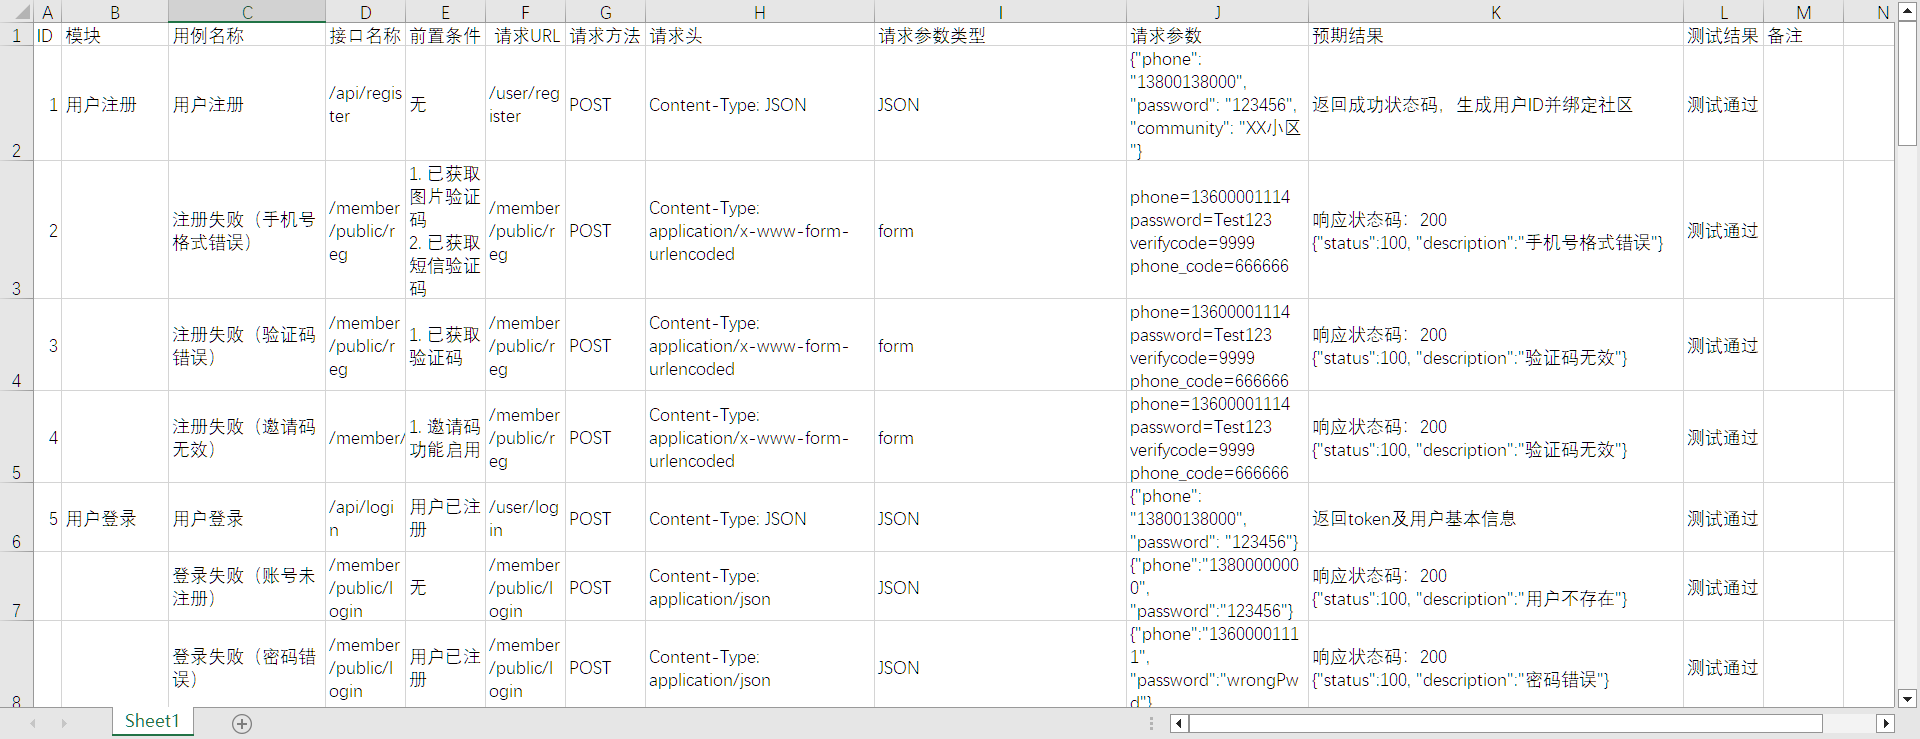 A B C D E F G H I J K L M N
1 ID 模块 用例名称 接口名称 前置条件 请求URL 请求方法 请求头 请求参数类型 请求参数 预期结果 测试结果 备注
2
1
用户注册
用户注册
/api/regis
ter
无
/user/reg
ister
POST
Content-Type: JSON
JSON
{"phone":
"13800138000",
"password": "123456",
"community": "XX小区
"}
返回成功状态码，生成用户ID并绑定社区
测试通过
3
2
注册失败（手机号
格式错误）
/member
/public/r
eg
1. 已获取
图片验证
码
2. 已获取
短信验证
码
/member
/public/r
eg
POST
Content-Type:
application/x-www-form-
urlencoded
form
phone=13600001114
password=Test123
verifycode=9999
phone_code=666666
响应状态码：200
{"status":100, "description":"手机号格式错误"}
测试通过
4
3
注册失败（验证码
错误）
/member
/public/r
eg
1. 已获取
验证码
/member
/public/r
eg
POST
Content-Type:
application/x-www-form-
urlencoded
form
phone=13600001114
password=Test123
verifycode=9999
phone_code=666666
响应状态码：200
{"status":100, "description":"验证码无效"}
测试通过
5
4
注册失败（邀请码
无效）
/member/
1. 邀请码
功能启用
/member
/public/r
eg
POST
Content-Type:
application/x-www-form-
urlencoded
form
phone=13600001114
password=Test123
verifycode=9999
phone_code=666666
响应状态码：200
{"status":100, "description":"验证码无效"}
测试通过
6
5
用户登录
用户登录
/api/logi
n
用户已注
册
/user/log
in
POST
Content-Type: JSON
JSON
{"phone":
"13800138000",
"password": "123456"}
返回token及用户基本信息
测试通过
7
登录失败（账号未
注册）
/member
/public/l
ogin
无
/member
/public/l
ogin
POST
Content-Type:
application/json
JSON
{"phone":"1380000000
0",
"password":"123456"}
响应状态码：200
{"status":100, "description":"用户不存在"}
测试通过
8
登录失败（密码错
误）
/member
/public/l
ogin
用户已注
册
/member
/public/l
ogin
POST
Content-Type:
application/json
JSON
{"phone":"1360000111
1",
"password":"wrongPw
d"}
响应状态码：200
{"status":100, "description":"密码错误"}
测试通过
Sheet1